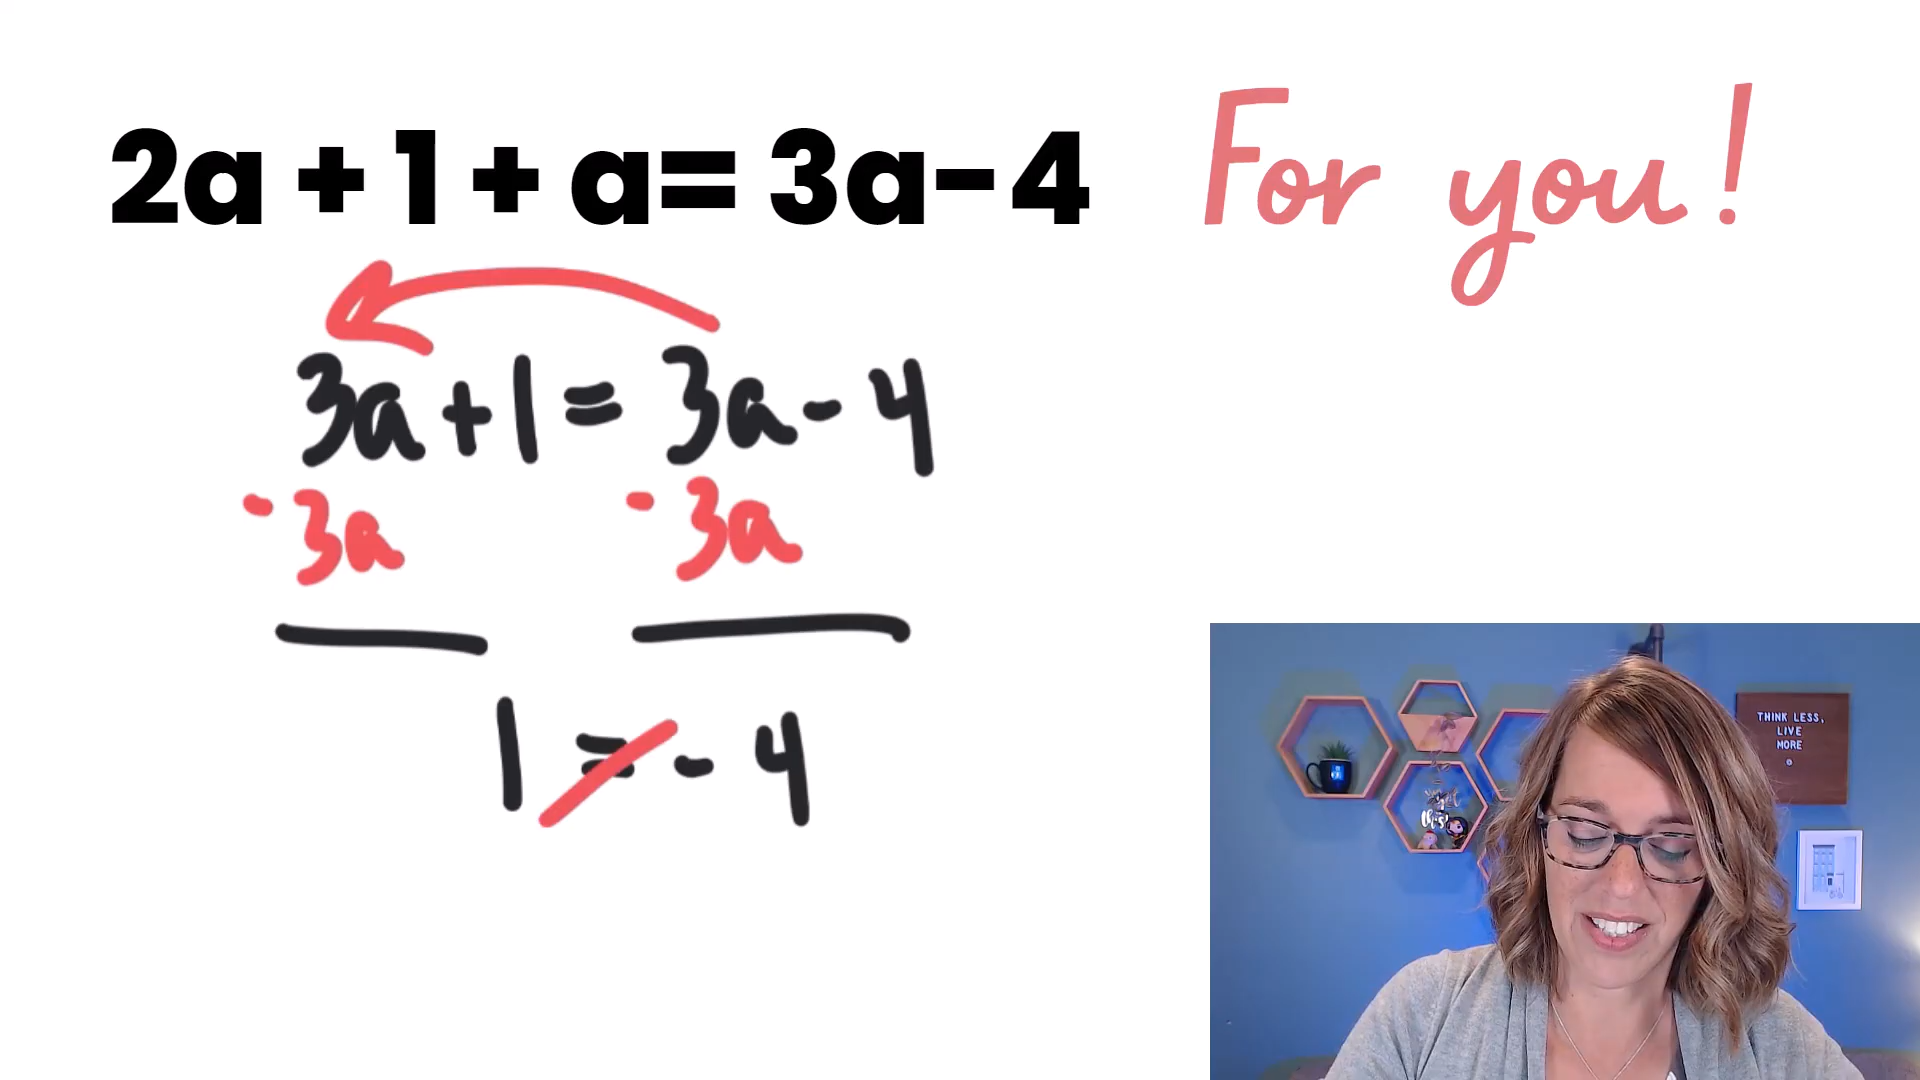 2a + 1 + a= 3a-4 For you!
3a+1 = 3a-4
-3a -3a
1 ≠ -4
THINK LESS,
LIVE
MORE